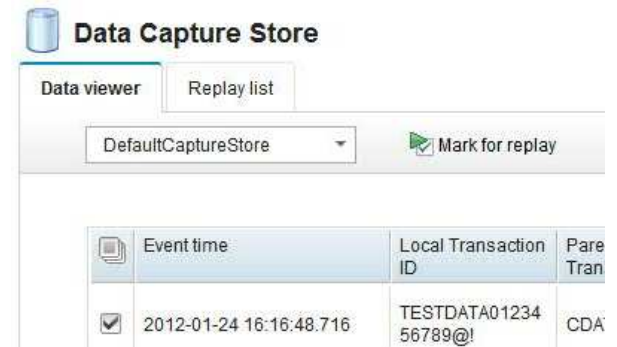 Data Capture Store
Data viewer Replay list
DefaultCaptureStore Mark for replay
Event time Local Transaction
ID
2012-01-24 16:16:48.716 TESTDATA01234
56789@!